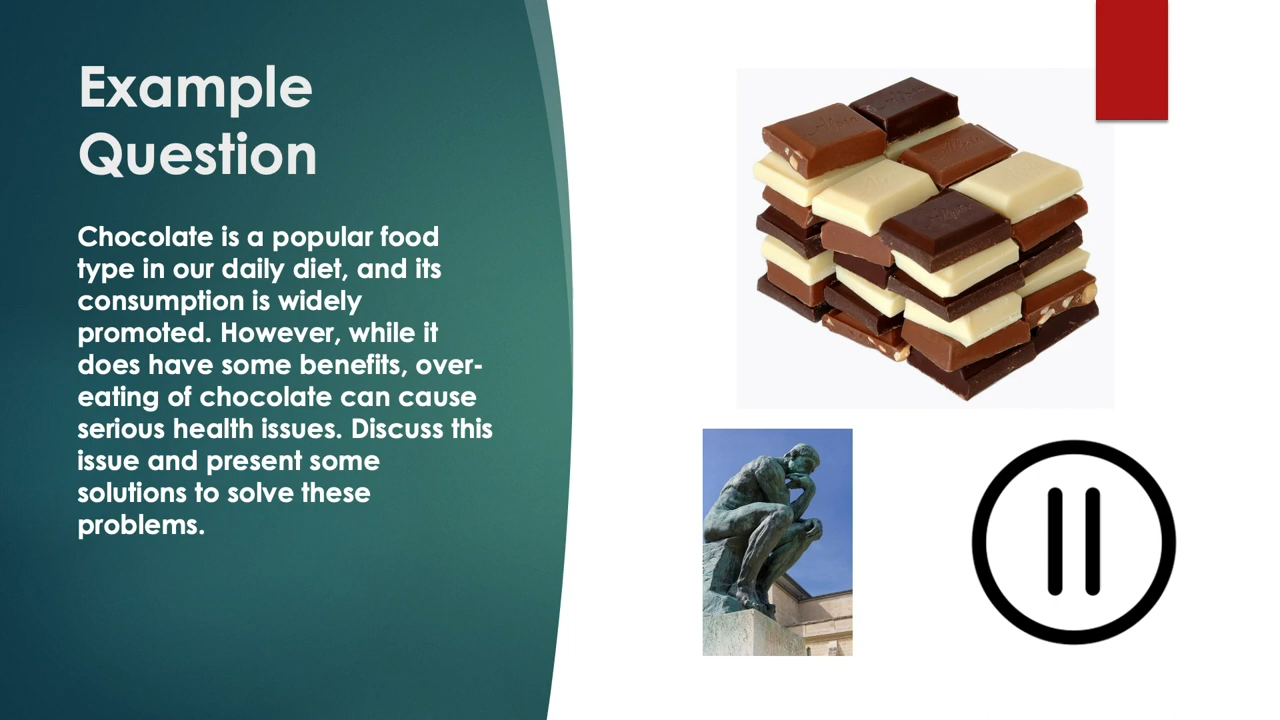 Example
Question
Chocolate is a popular food
type in our daily diet, and its
consumption is widely
promoted. However, while it
does have some benefits, over-
eating of chocolate can cause
serious health issues. Discuss this
issue and present some
solutions to solve these
problems.